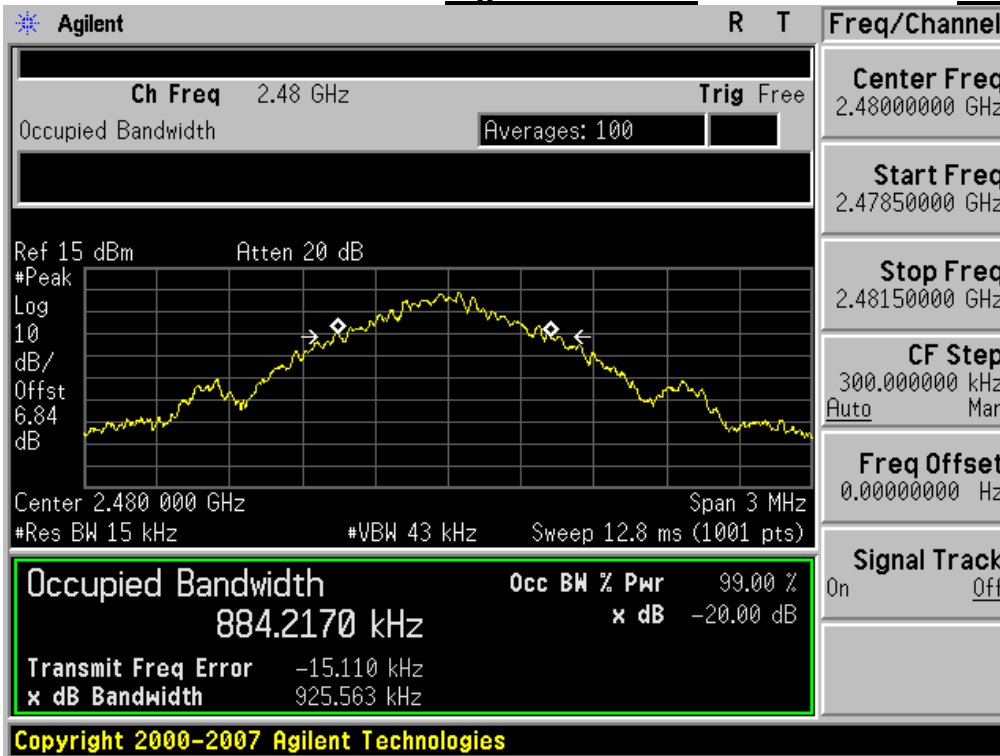 Agilent R T
Freq/Channel
Ch Freq 2.48 GHz Trig Free
Occupied Bandwidth Averages: 100
Ref 15 dBm Atten 20 dB
#Peak
Log
10
dB/
Offst
6.84
dB
Center 2.480 000 GHz Span 3 MHz
#Res BW 15 kHz #VBW 43 kHz Sweep 12.8 ms (1001 pts)
Occupied Bandwidth Occ BW % Pwr 99.00 %
884.2170 kHz x dB -20.00 dB
Transmit Freq Error -15.110 kHz
x dB Bandwidth 925.563 kHz
Center Freq
2.48000000 GHz
Start Freq
2.47850000 GHz
Stop Freq
2.48150000 GHz
CF Step
300.000000 kHz
Auto Man
Freq Offset
0.00000000 Hz
Signal Track
On Off
Copyright 2000-2007 Agilent Technologies